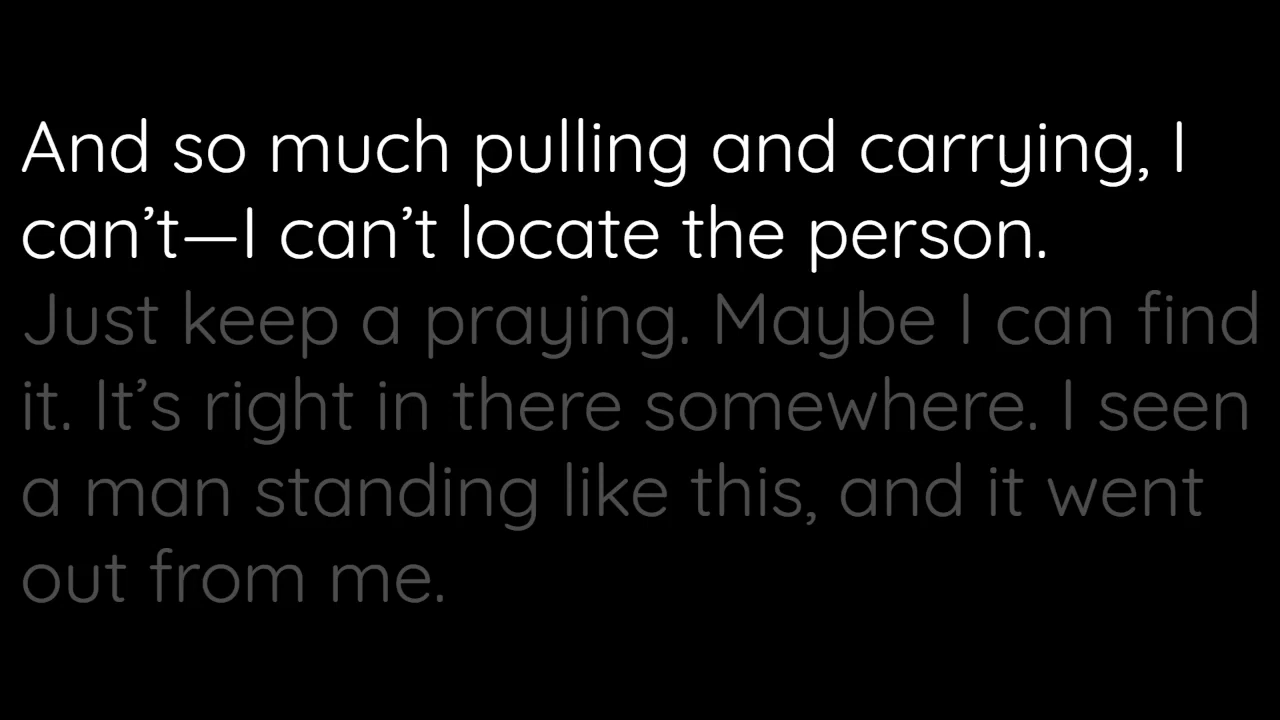 And so much pulling and carrying, I
can’t—I can’t locate the person.
Just keep a praying. Maybe I can find
it. It’s right in there somewhere. I seen
a man standing like this, and it went
out from me.